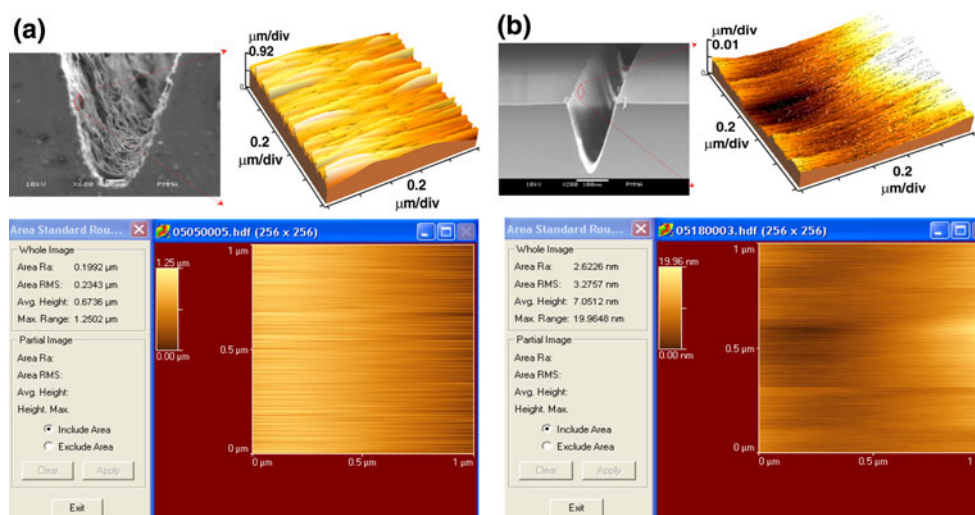 (a)
μm/div
0.92
0.2
μm/div
0.2
μm/div
10kV
X600
PMMA
Area Standard Rou...
Whole Image
Area Ra: 0.1992 μm
Area RMS: 0.2343 μm
Avg. Height: 0.6736 μm
Max. Range: 1.2502 μm
Partial Image
Area Ra:
Area RMS:
Avg. Height:
Height. Max.
Include Area
Exclude Area
Clear Apply
Exit
05050005.hdf (256 x 256)
1.25 μm
0.00 μm
1 μm
0.5 μm
0 μm
0 μm 0.5 μm 1 μm
(b)
μm/div
0.01
0.2
μm/div
0.2
μm/div
10kV X200 100μm PMMA
Area Standard Rou...
Whole Image
Area Ra: 2.6226 nm
Area RMS: 3.2757 nm
Avg. Height: 7.0512 nm
Max. Range: 19.9648 nm
Partial Image
Area Ra:
Area RMS:
Avg. Height:
Height. Max.
Include Area
Exclude Area
Clear Apply
Exit
05180003.hdf (256 x 256)
19.96 nm
0.00 nm
1 μm
0.5 μm
0 μm
0 μm 0.5 μm 1